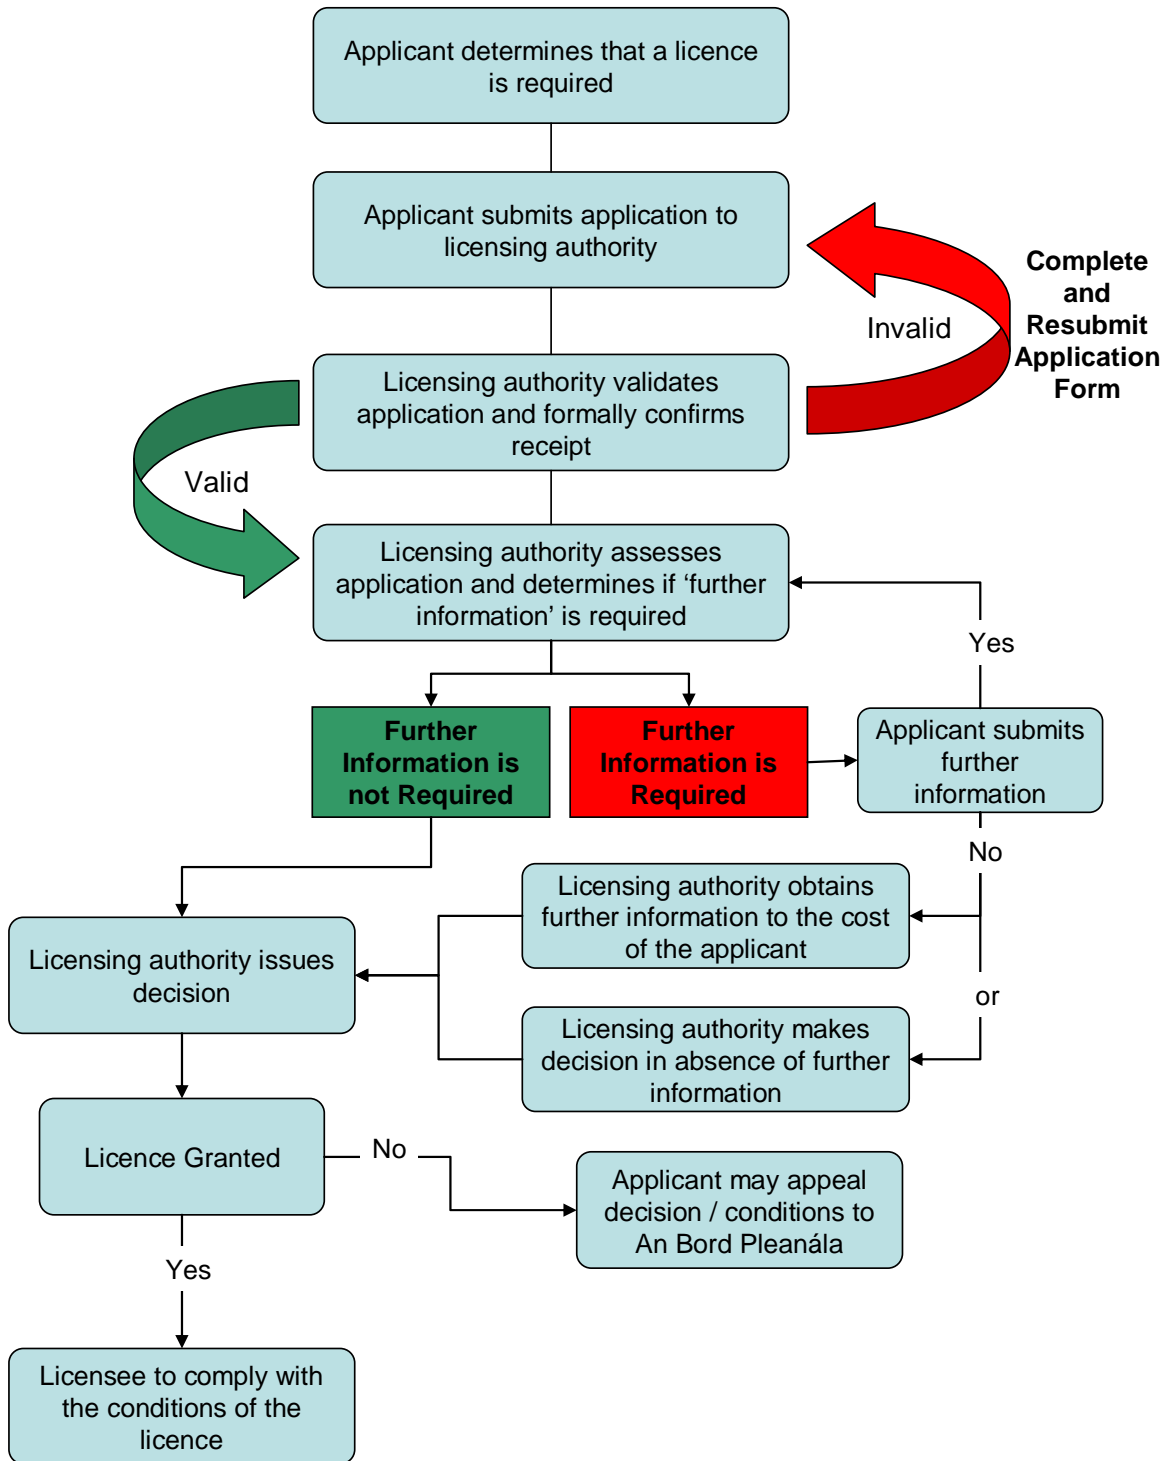 Applicant determines that a licence
is required
Applicant submits application to
licensing authority
Complete
and
Resubmit
Application
Form
Invalid
Licensing authority validates
application and formally confirms
receipt
Valid
Licensing authority assesses
application and determines if ‘further
information’ is required
Yes
Further
Information is
not Required
Further
Information is
Required
Applicant submits
further
information
No
Licensing authority obtains
further information to the cost
of the applicant
Licensing authority issues
decision
or
Licensing authority makes
decision in absence of further
information
Licence Granted
No
Applicant may appeal
decision / conditions to
An Bord Pleanála
Yes
Licensee to comply with
the conditions of the
licence